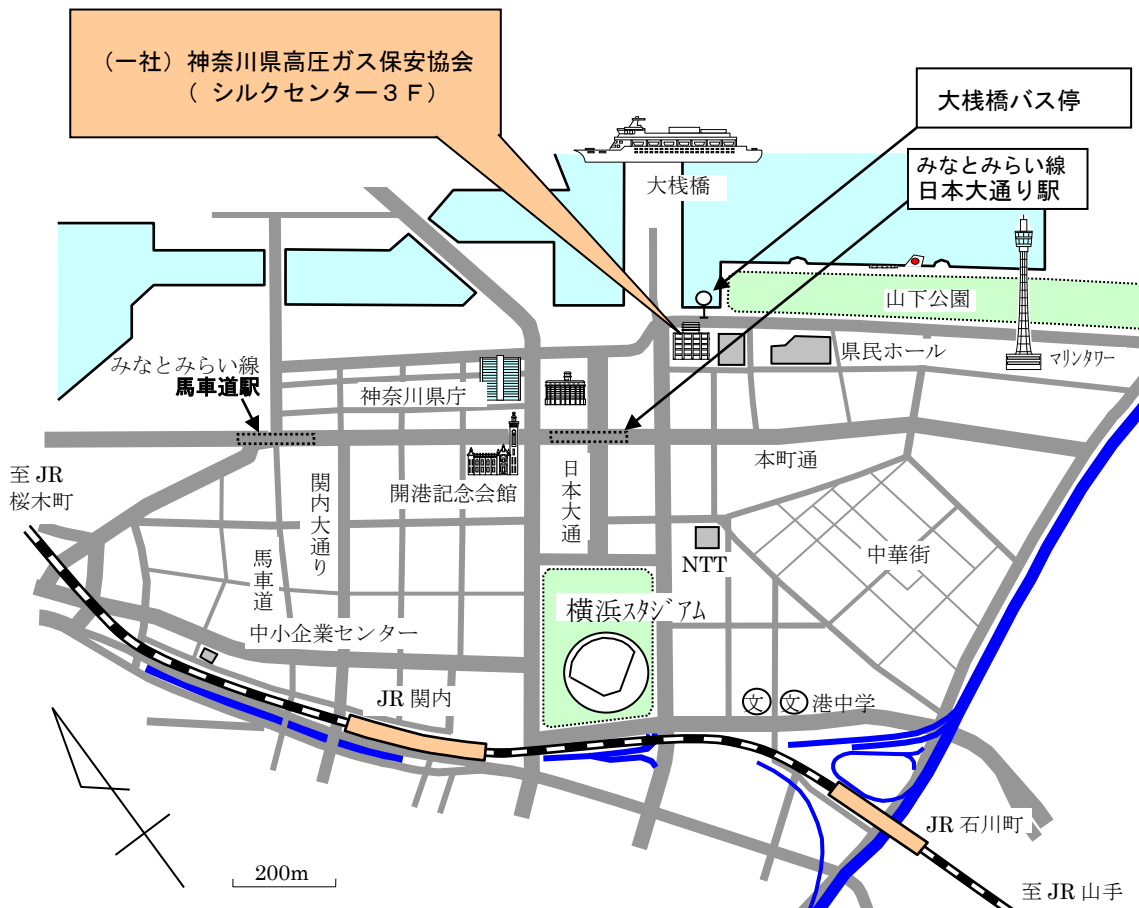 (一社)神奈川県高圧ガス保安協会
( シルクセンター3F)
大桟橋バス停
みなとみらい線
日本大通り駅
大桟橋
山下公園
県民ホール
マリンタワー
みなとみらい線
馬車道駅
神奈川県庁
本町通
開港記念会館
日本大通
至 JR
桜木町
関内大通り
馬車道
NTT
中華街
横浜スタジアム
中小企業センター
JR 関内
文
文
港中学
JR 石川町
200m
至 JR 山手